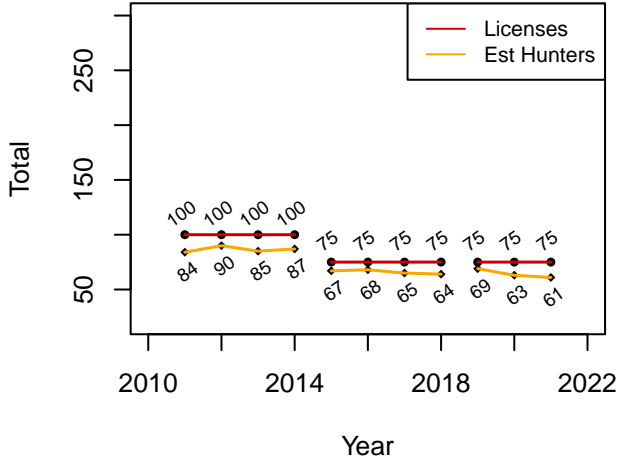 Licenses
Est Hunters
250
150
50
Total
100 100 100 100
84 90 85 87
75 75 75 75 75 75 75
67 68 65 64 69 63 61
2010 2014 2018 2022
Year